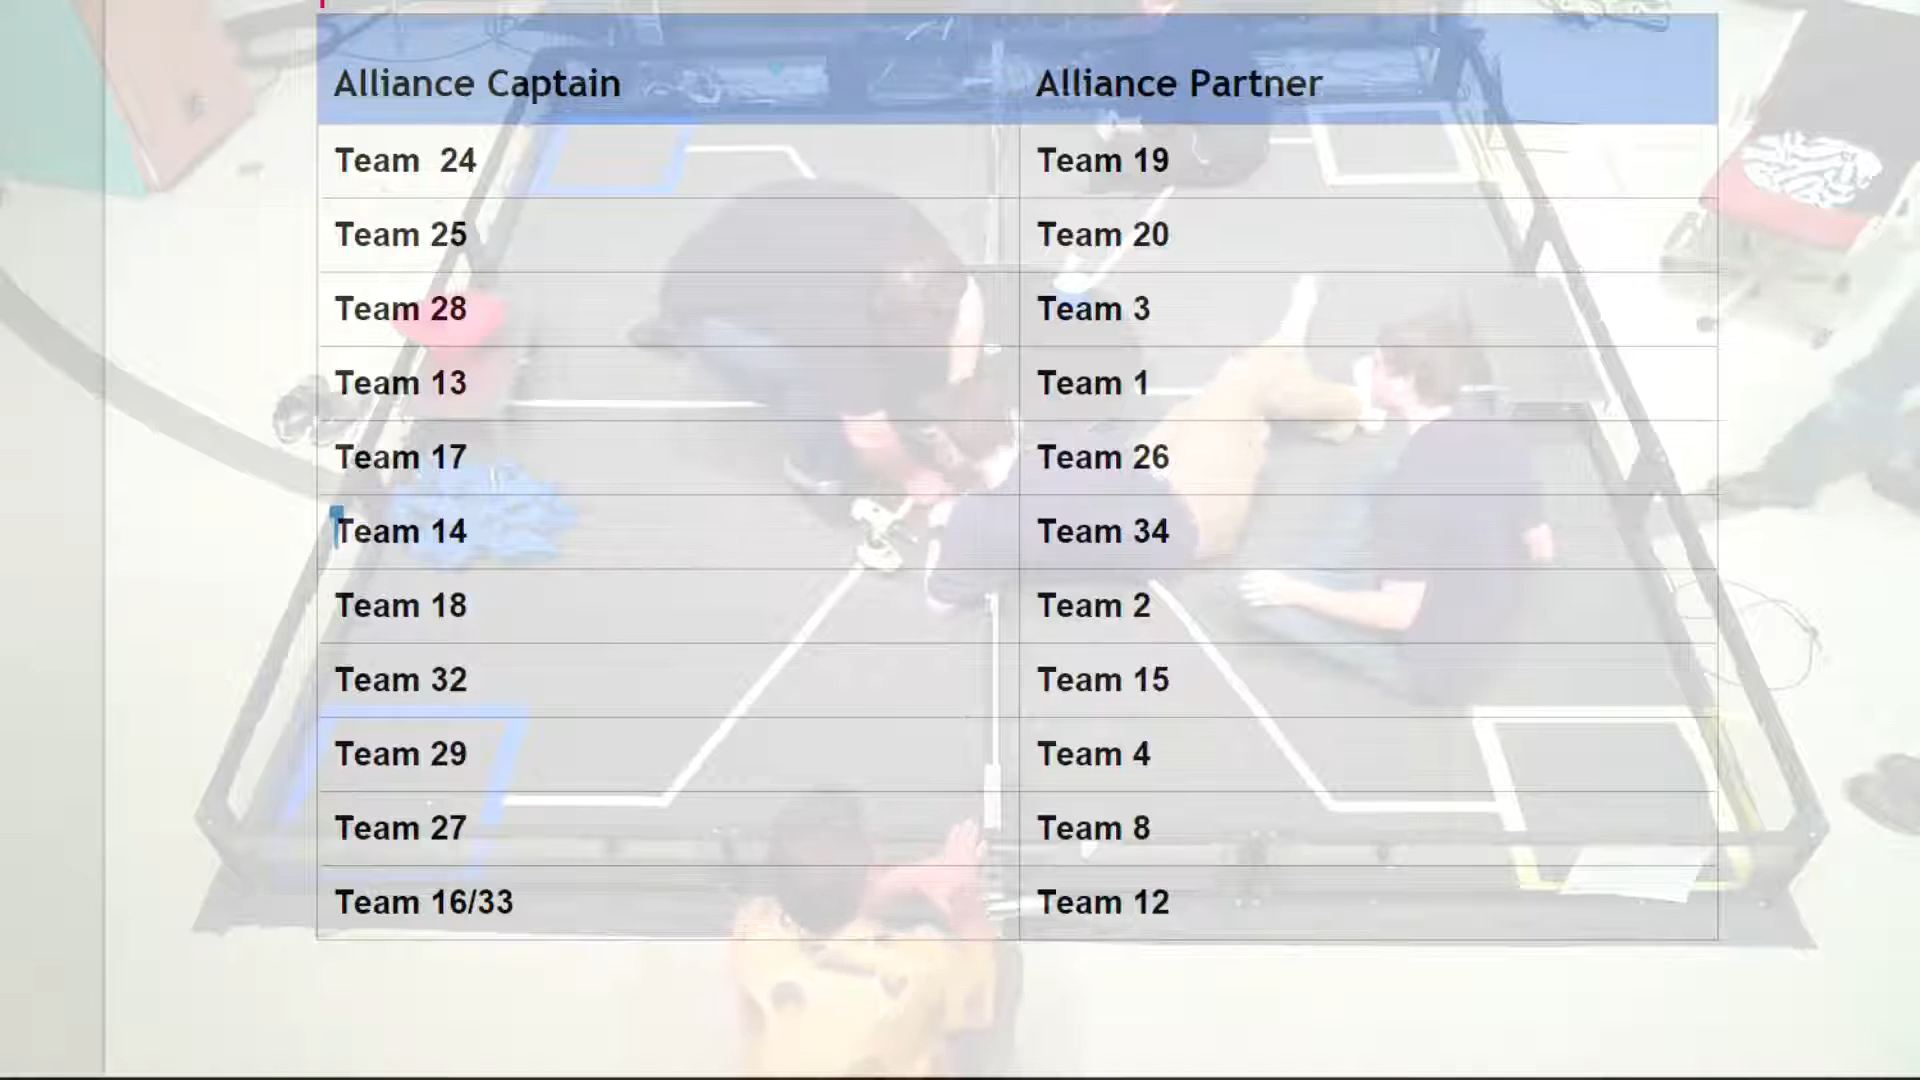 Alliance Captain Alliance Partner
Team 24 Team 19
Team 25 Team 20
Team 28 Team 3
Team 13 Team 1
Team 17 Team 26
Team 14 Team 34
Team 18 Team 2
Team 32 Team 15
Team 29 Team 4
Team 27 Team 8
Team 16/33 Team 12